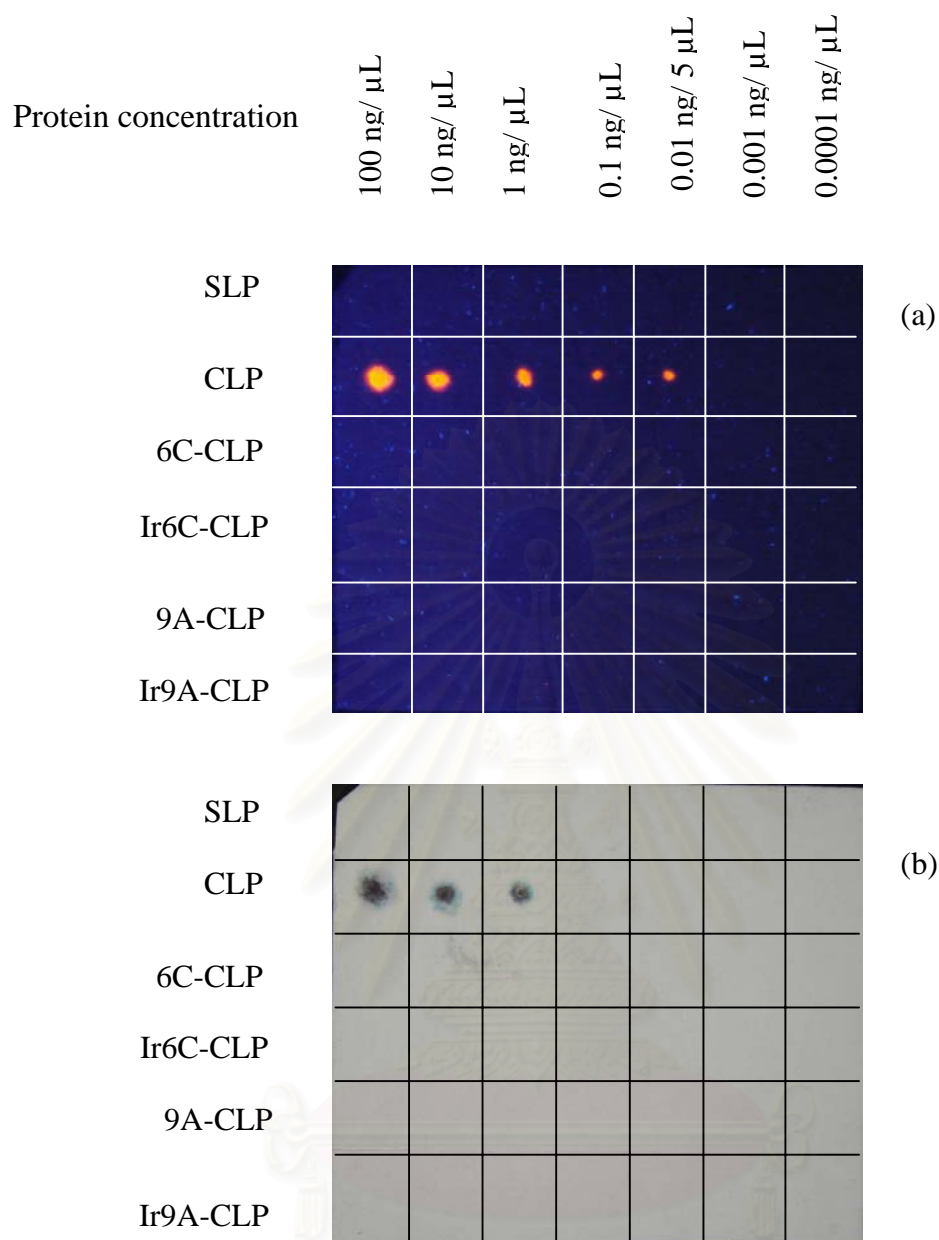 Protein concentration
100 ng/ µL
10 ng/ µL
1 ng/ µL
0.1 ng/ µL
0.01 ng/ 5 µL
0.001 ng/ µL
0.0001 ng/ µL
SLP
(a)
CLP
6C-CLP
Ir6C-CLP
9A-CLP
Ir9A-CLP
SLP
(b)
CLP
6C-CLP
Ir6C-CLP
9A-CLP
Ir9A-CLP